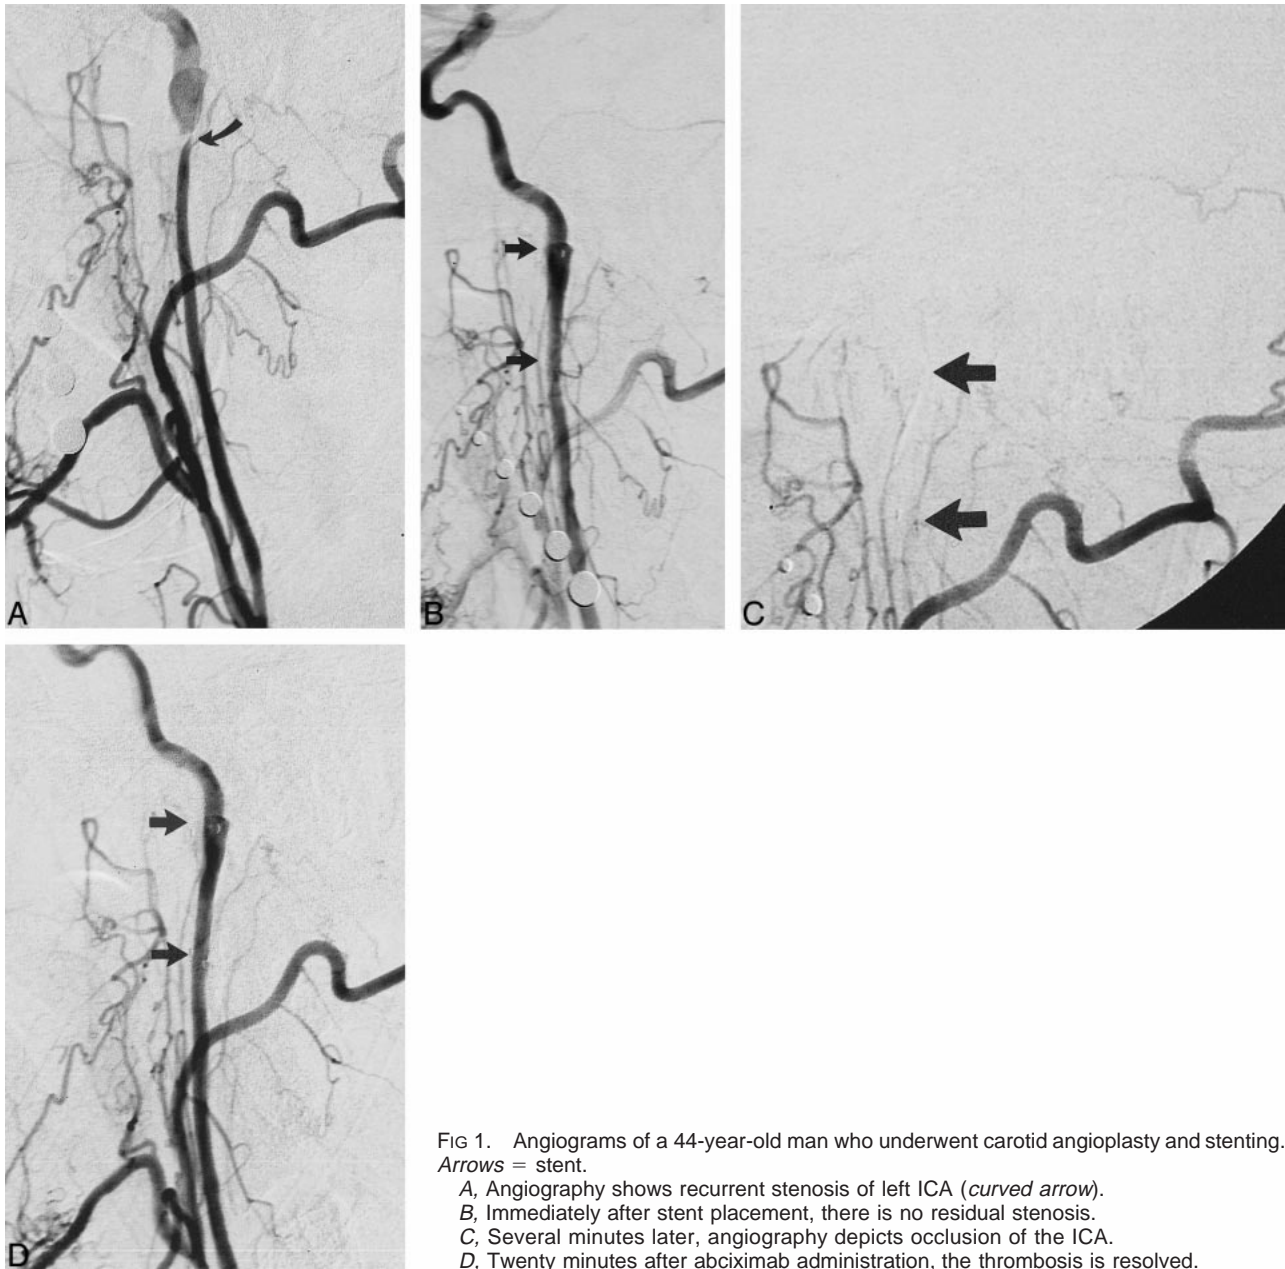 A
B
C
D
FIG 1. Angiograms of a 44-year-old man who underwent carotid angioplasty and stenting.
Arrows = stent.
A, Angiography shows recurrent stenosis of left ICA (curved arrow).
B, Immediately after stent placement, there is no residual stenosis.
C, Several minutes later, angiography depicts occlusion of the ICA.
D, Twenty minutes after abciximab administration, the thrombosis is resolved.